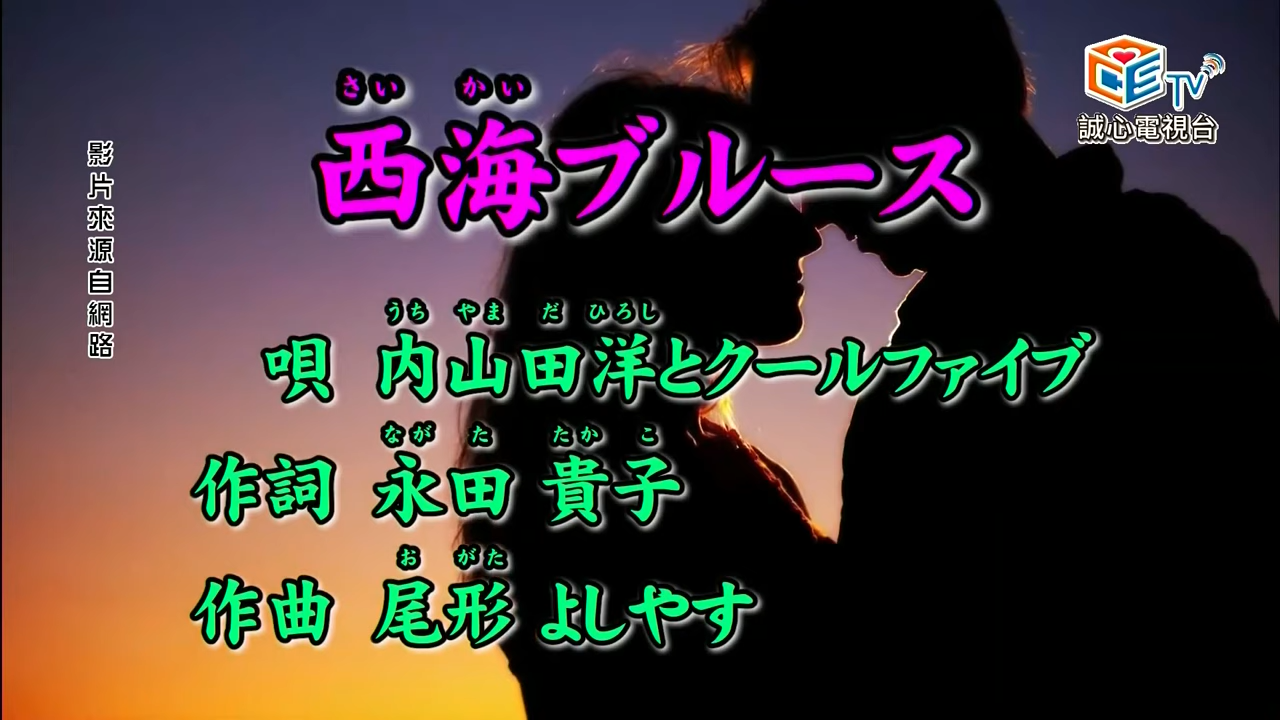 さい かい
西海ブルース
うち やま だ ひろし
唄 内山田洋とクールファイブ
なが た たか こ
作詞 永田 貴子
お がた
作曲 尾形 よしやす
影片來源自網路
CETV
誠心電視台